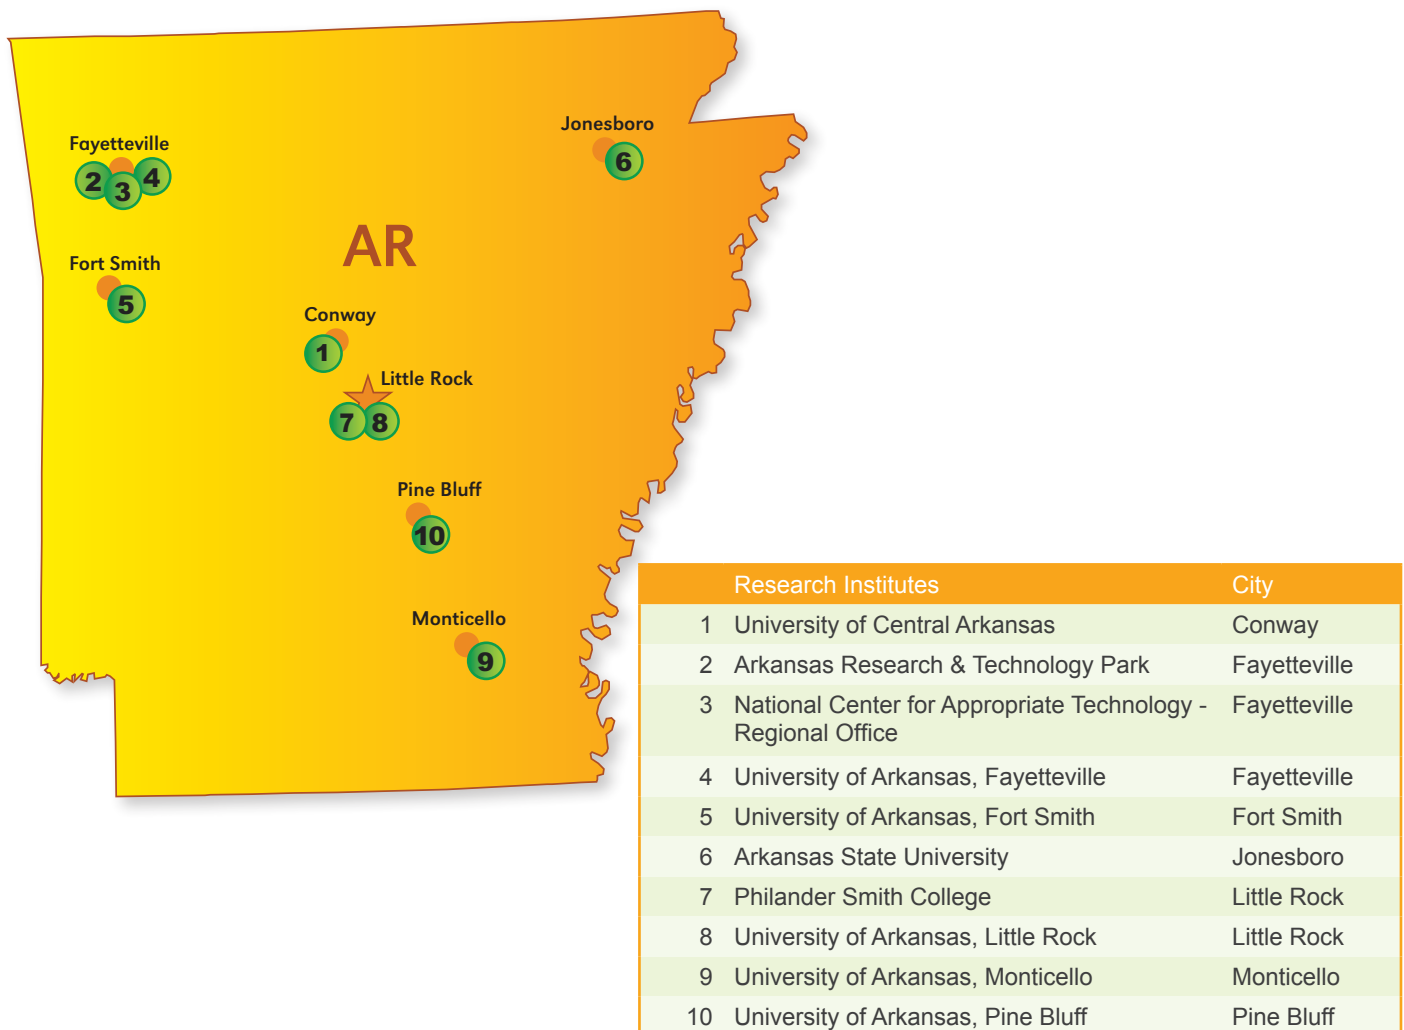 Fayetteville
2 3 4
Jonesboro
6
AR
Fort Smith
5
Conway
1
Little Rock
7 8
Pine Bluff
10
Monticello
9
Research Institutes City
1 University of Central Arkansas Conway
2 Arkansas Research & Technology Park Fayetteville
3 National Center for Appropriate Technology - Fayetteville
Regional Office
4 University of Arkansas, Fayetteville Fayetteville
5 University of Arkansas, Fort Smith Fort Smith
6 Arkansas State University Jonesboro
7 Philander Smith College Little Rock
8 University of Arkansas, Little Rock Little Rock
9 University of Arkansas, Monticello Monticello
10 University of Arkansas, Pine Bluff Pine Bluff